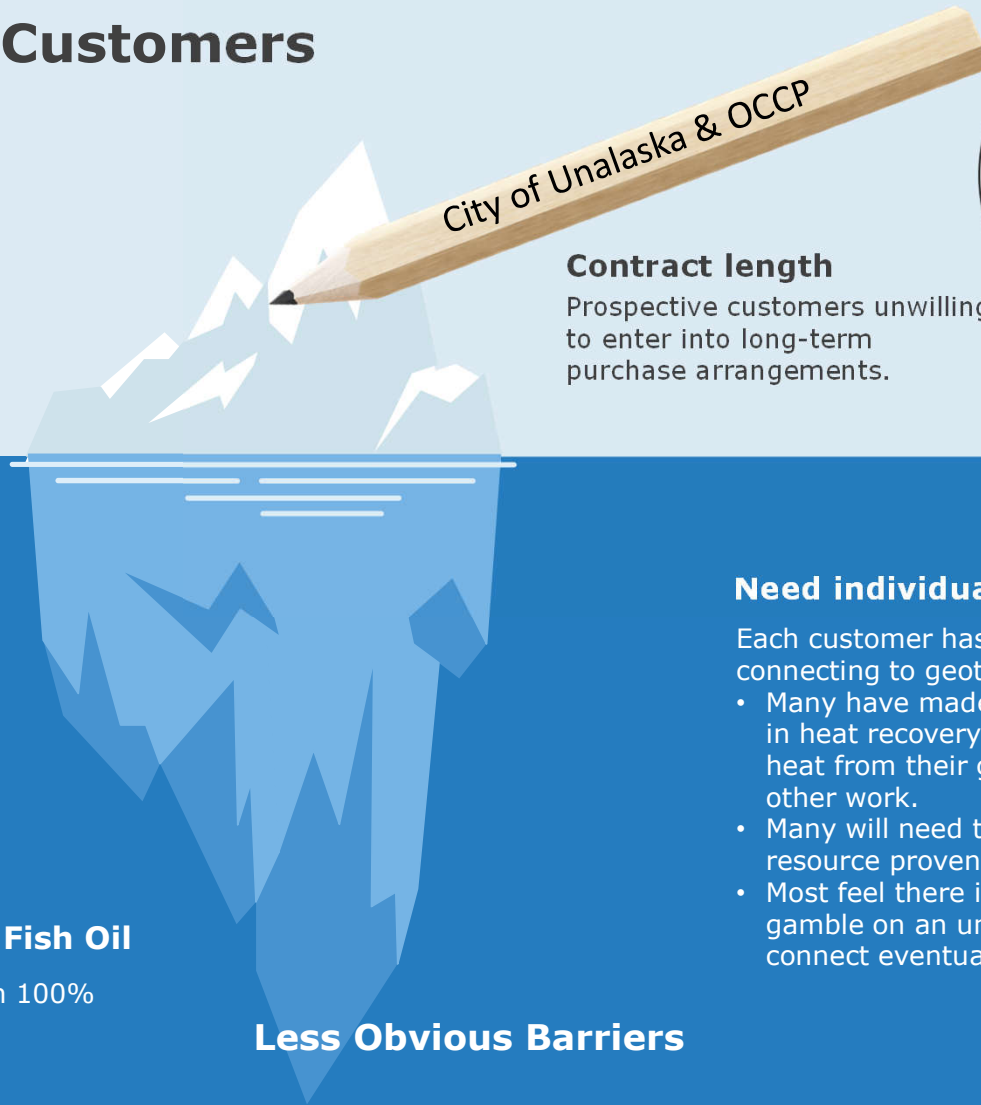 Customers
City of Unalaska & OCCP
Contract length
Prospective customers unwilling
to enter into long-term
purchase arrangements.
Need individua
Each customer has
connecting to geot
• Many have made
in heat recovery
heat from their g
other work.
• Many will need t
resource proven
• Most feel there i
gamble on an un
connect eventua
Fish Oil
n 100%
Less Obvious Barriers